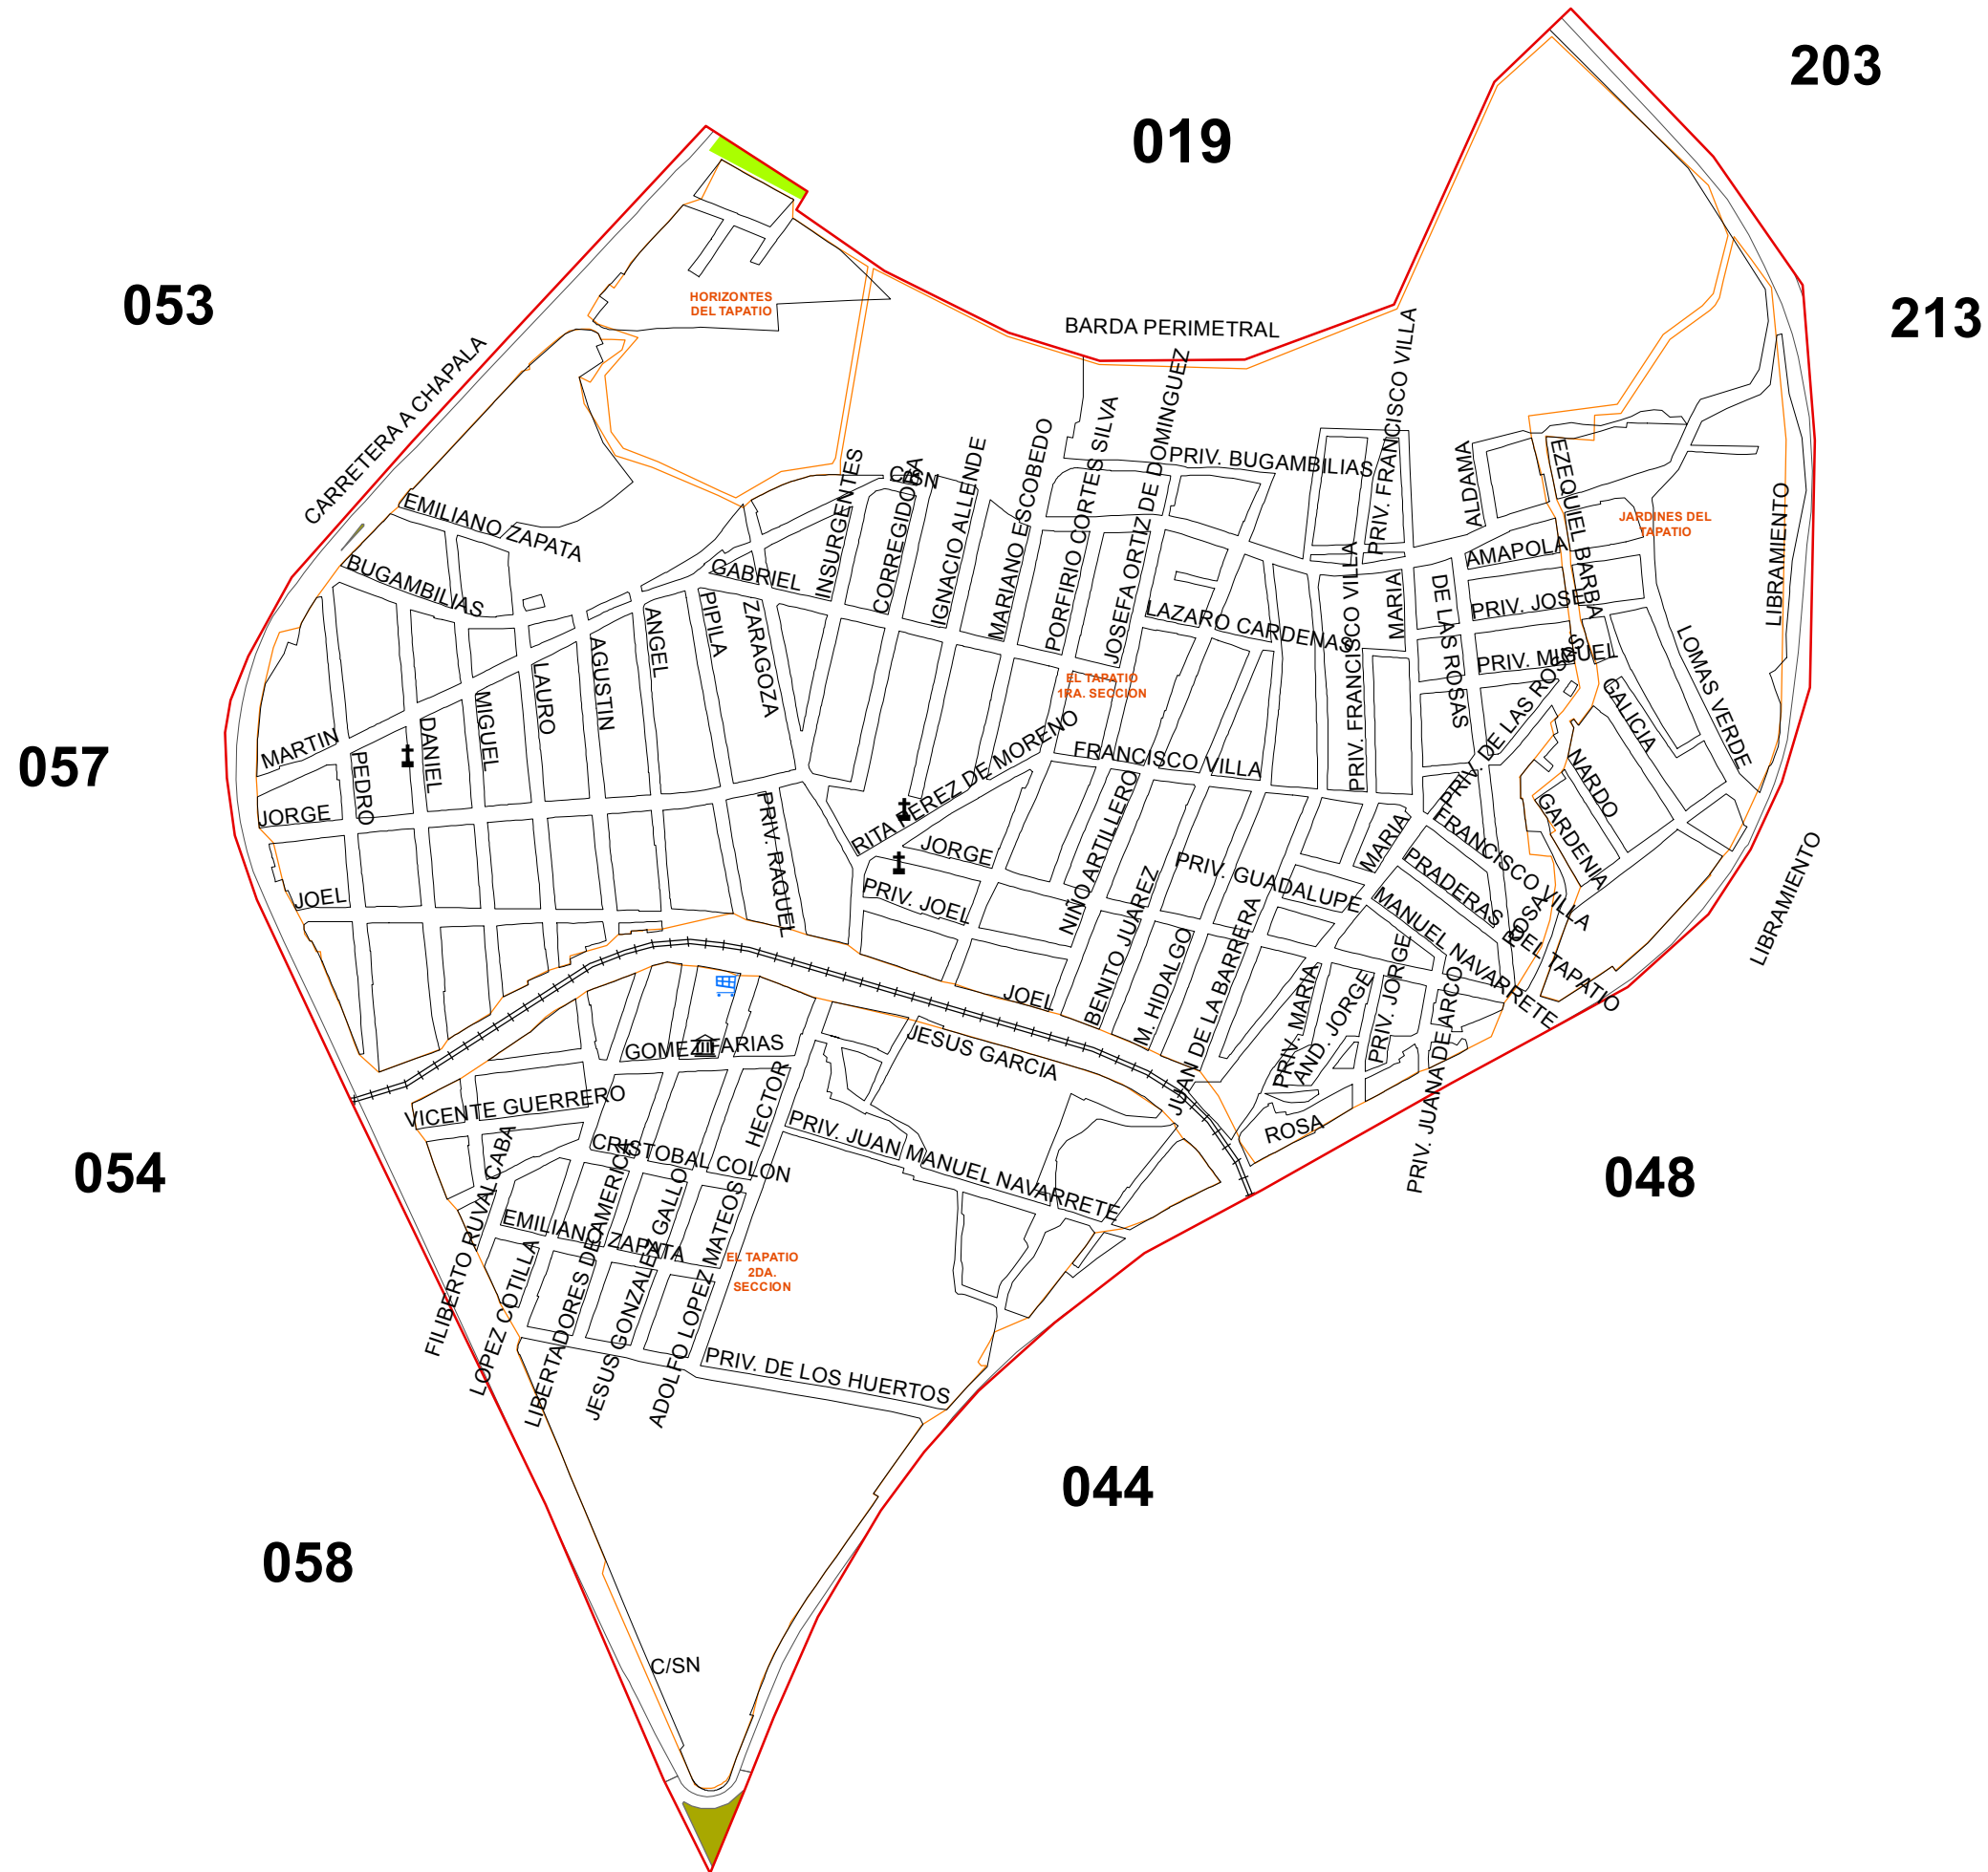 203
019
053
213
HORIZONTES
DEL TAPATIO
BARDA PERIMETRAL
CARRETERA A CHAPALA
PRIV. FRANCISCO VILLA
PRIV. BUGAMBILIAS
C/SN
INSURGENTES
CORREGIDORA
IGNACIO ALLENDE
MARIANO ESCOBEDO
PORFIRIO CORTES SILVA
JOSEFA ORTIZ DE DOMINGUEZ
ALDAMA
EZEQUIEL BARBA
JARDINES DEL
TAPATIO
LIBRAMIENTO
EMILIANO ZAPATA
BUGAMBILIAS
GABRIEL
AMAPOLA
PRIV. JOSE
PRIV. MIGUEL
LAZARO CARDENAS
PRIV. FRANCISCO VILLA
MARIA
DE LAS ROSAS
LOMAS VERDE
PIPILA
ZARAGOZA
ANGEL
AGUSTIN
LAURO
MIGUEL
DANIEL
PEDRO
MARTIN
JORGE
JOEL
EL TAPATIO
1RA. SECCION
PRIV. DE LAS ROSAS
GALICIA
NARDO
GARDENIA
057
RITA PEREZ DE MORENO
FRANCISCO VILLA
PRIV. RAQUEL
JORGE
PRIV. JOEL
NIÑO ARTILLERO
BENITO JUAREZ
M. HIDALGO
JUAN DE LA BARRERA
PRIV. GUADALUPE
MARIA
FRANCISCO VILLA
PRADERAS DEL TAPATIO
MANUEL NAVARRETE
ROSA
LIBRAMIENTO
JOEL
PRIV. MARIA
AND. JORGE
PRIV. JORGE
PRIV. JUANA DE ARCO
ROSA
JESUS GARCIA
GOMEZ FARIAS
VICENTE GUERRERO
HECTOR
CRISTOBAL COLON
PRIV. JUAN MANUEL NAVARRETE
054
048
EMILIANO ZAPATA
FILIBERTO RUVALCABA
LOPEZ COTILLA
LIBERTADORES DE AMERICA
JESUS GONZALEZ GALLO
ADOLFO LOPEZ MATEOS
EL TAPATIO
2DA.
SECCION
PRIV. DE LOS HUERTOS
044
058
C/SN